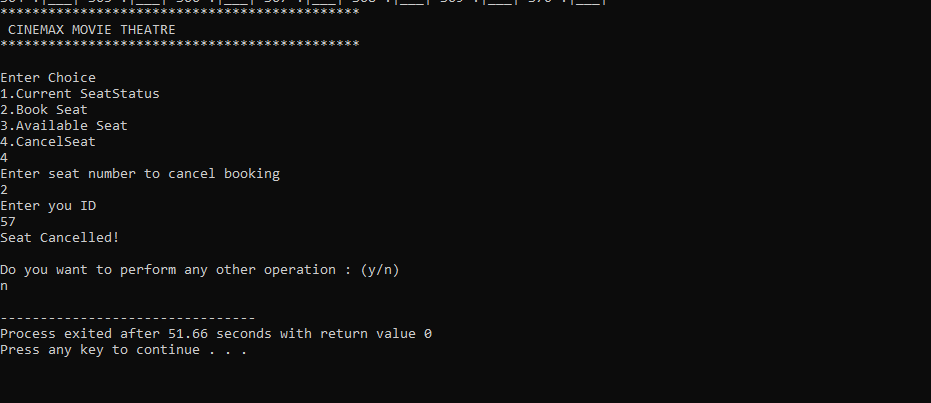 ********************************************* 
 CINEMAX MOVIE THEATRE
*********************************************
Enter Choice
1.Current SeatStatus
2.Book Seat
3.Available Seat
4.CancelSeat
4
Enter seat number to cancel booking
2
Enter you ID
57
Seat Cancelled!
Do you want to perform any other operation : (y/n)
n
--------------------------------
Process exited after 51.66 seconds with return value 0
Press any key to continue . . .